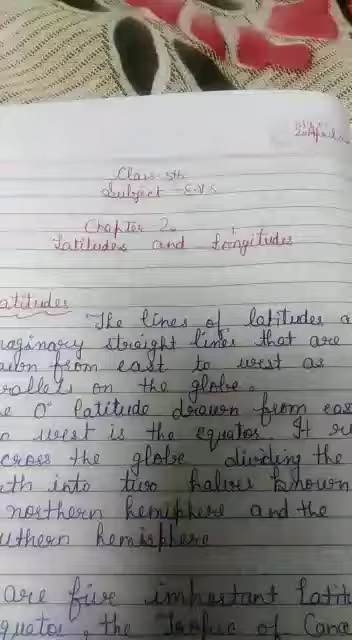 Class-5th
Subject - E.V.S
Chapter 2.
Latitudes and Longitudes
atitudes
The lines of latitudes a
maginary straight lines that are
awn from east to west as
rallels on the globe.
e 0° latitude drawn from eas
o west is the equator. It ru
cross the globe dividing the
rth into two halves known
northern hemisphere and the
uthern hemisphere
are five important latit
quator, the Tropic of Canc